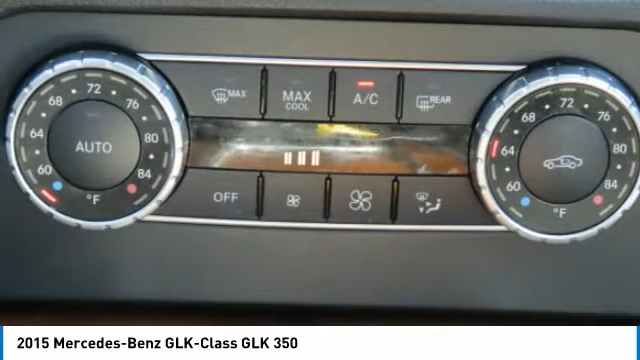 72
68 76
64 80
60 84
AUTO
°F
MAX
MAX
COOL
A/C
REAR
OFF
72
68 76
64 80
60 84
°F
2015 Mercedes-Benz GLK-Class GLK 350